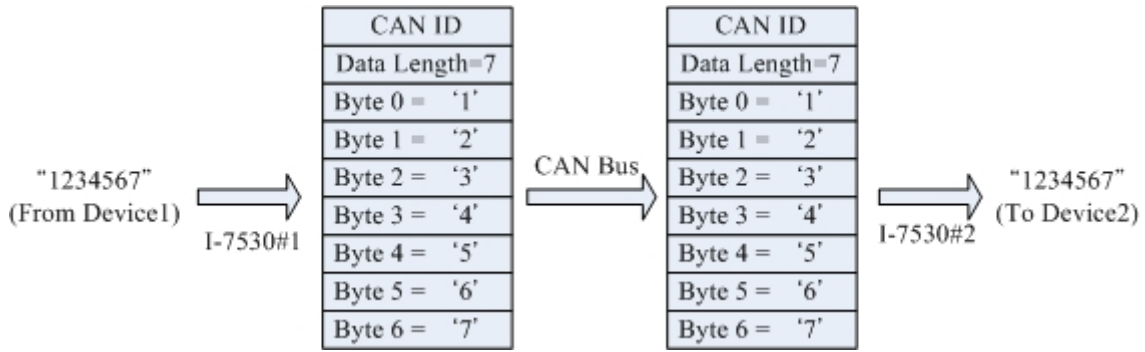 "1234567"
(From Device1)
I-7530#1
CAN ID
Data Length=7
Byte 0 = ‘1’
Byte 1 = ‘2’
Byte 2 = ‘3’
Byte 3 = ‘4’
Byte 4 = ‘5’
Byte 5 = ‘6’
Byte 6 = ‘7’
CAN Bus
CAN ID
Data Length=7
Byte 0 = ‘1’
Byte 1 = ‘2’
Byte 2 = ‘3’
Byte 3 = ‘4’
Byte 4 = ‘5’
Byte 5 = ‘6’
Byte 6 = ‘7’
I-7530#2
"1234567"
(To Device2)